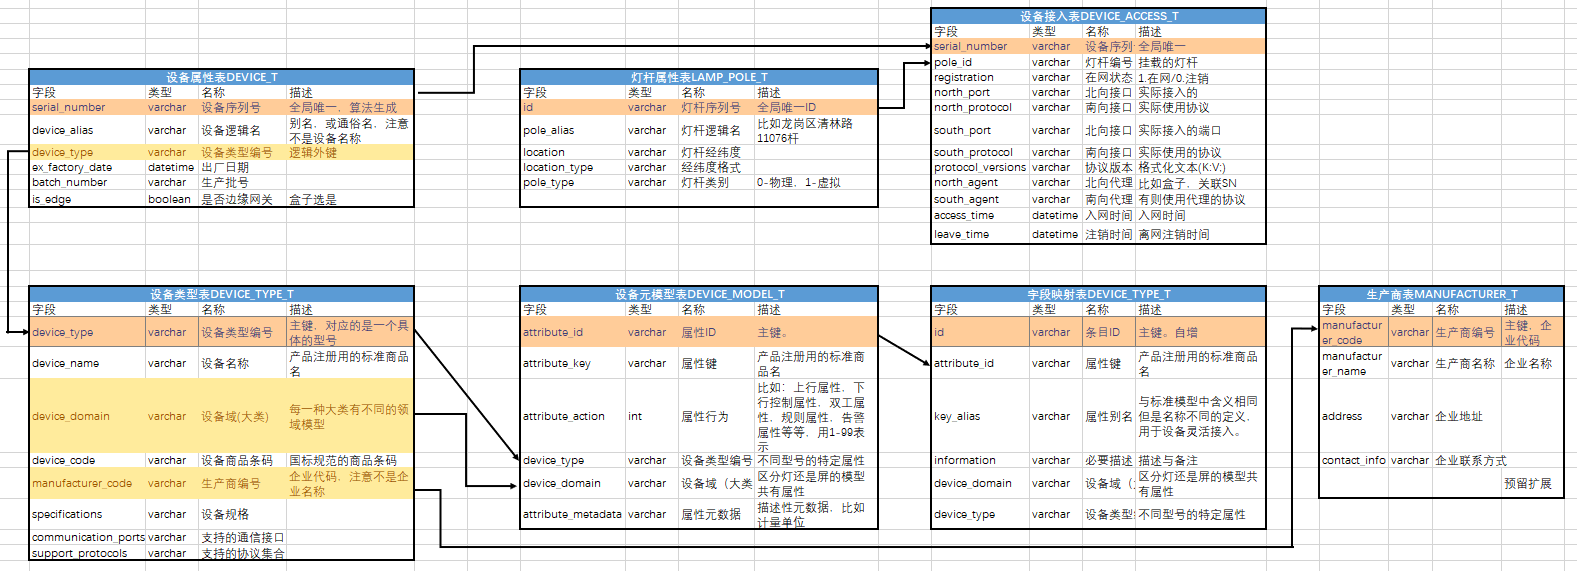 设备接入表DEVICE_ACCESS_T
字段 类型 名称 描述
serial_number varchar 设备序列 全局唯一
pole_id varchar 灯杆编号 挂载的灯杆
registration varchar 在网状态 1.在网/0.注销
north_port varchar 北向接口 实际接入的
north_protocol varchar 南向接口 实际使用协议
south_port varchar 北向接口 实际接入的端口
south_protocol varchar 南向接口 实际使用的协议
protocol_versions varchar 协议版本 格式化文本(K:V:)
north_agent varchar 北向代理 比如盒子，关联SN
south_agent varchar 南向代理 有则使用代理的协议
access_time datetime 入网时间 入网时间
leave_time datetime 注销时间 离网注销时间
设备属性表DEVICE_T
字段 类型 名称 描述
serial_number varchar 设备序列号 全局唯一，算法生成
device_alias varchar 设备逻辑名 别名，或通俗名，注意
不是设备名称
device_type varchar 设备类型编号 逻辑外键
ex_factory_date datetime 出厂日期
batch_number varchar 生产批号
is_edge boolean 是否边缘网关 盒子选是
灯杆属性表LAMP_POLE_T
字段 类型 名称 描述
id varchar 灯杆序列号 全局唯一ID
pole_alias varchar 灯杆逻辑名 比如龙岗区清林路
11076杆
location varchar 灯杆经纬度
location_type varchar 经纬度格式
pole_type varchar 灯杆类别 0-物理，1-虚拟
设备类型表DEVICE_TYPE_T
字段 类型 名称 描述
device_type varchar 设备类型编号 主键，对应的是一个具
体的型号
device_name varchar 设备名称 产品注册用的标准商品
名
device_domain varchar 设备域(大类) 每一种大类有不同的领
域模型
device_code varchar 设备商品条码 国标规范的商品条码
manufacturer_code varchar 生产商编号 企业代码，注意不是企
业名称
specifications varchar 设备规格
communication_ports varchar 支持的通信接口
support_protocols varchar 支持的协议集合
设备元模型表DEVICE_MODEL_T
字段 类型 名称 描述
attribute_id varchar 属性ID 主键。
attribute_key varchar 属性键 产品注册用的标准商
品名
attribute_action int 属性行为 比如：上行属性，下
行控制属性，双工属
性，规则属性，告警
属性等等，用1-99表
示
device_type varchar 设备类型编号 不同型号的特定属性
device_domain varchar 设备域（大类 区分灯还是屏的模型
共有属性
attribute_metadata varchar 属性元数据 描述性元数据，比如
计量单位
字段映射表DEVICE_TYPE_T
字段 类型 名称 描述
id varchar 条目ID 主键。自增
attribute_id varchar 属性键 产品注册用的标准商品
名
key_alias varchar 属性别名 与标准模型中含义相同
但是名称不同的定义，
用于设备灵活接入。
information varchar 必要描述 描述与备注
device_domain varchar 设备域（ 区分灯还是屏的模型共
有属性
device_type varchar 设备类型 不同型号的特定属性
生产商表MANUFACTURER_T
字段 类型 名称 描述
manufactur
er_code varchar 生产商编号 主键，企
业代码
manufactur
er_name varchar 生产商名称 企业名称
address varchar 企业地址
contact_info varchar 企业联系方式
预留扩展